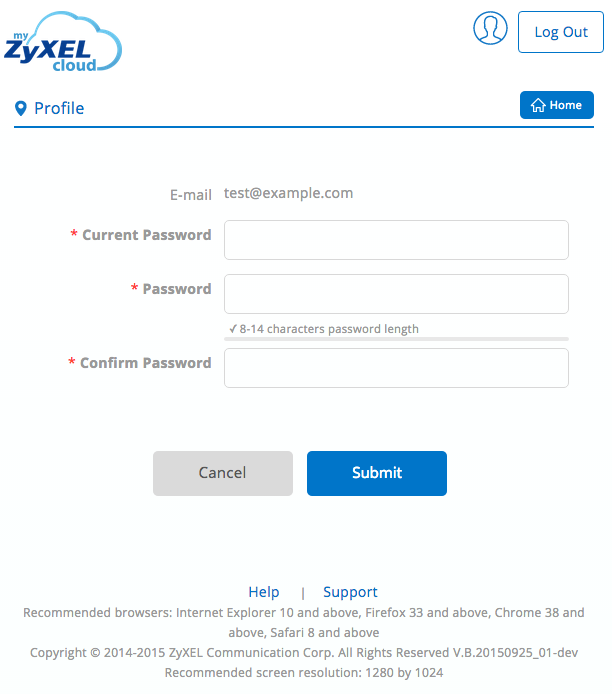 my
ZyXEL
cloud
Log Out
Profile
Home
E-mail test@example.com
* Current Password
* Password
✓ 8-14 characters password length
* Confirm Password
Cancel Submit
Help | Support
Recommended browsers: Internet Explorer 10 and above, Firefox 33 and above, Chrome 38 and
above, Safari 8 and above
Copyright © 2014-2015 ZyXEL Communication Corp. All Rights Reserved V.B.20150925_01-dev
Recommended screen resolution: 1280 by 1024